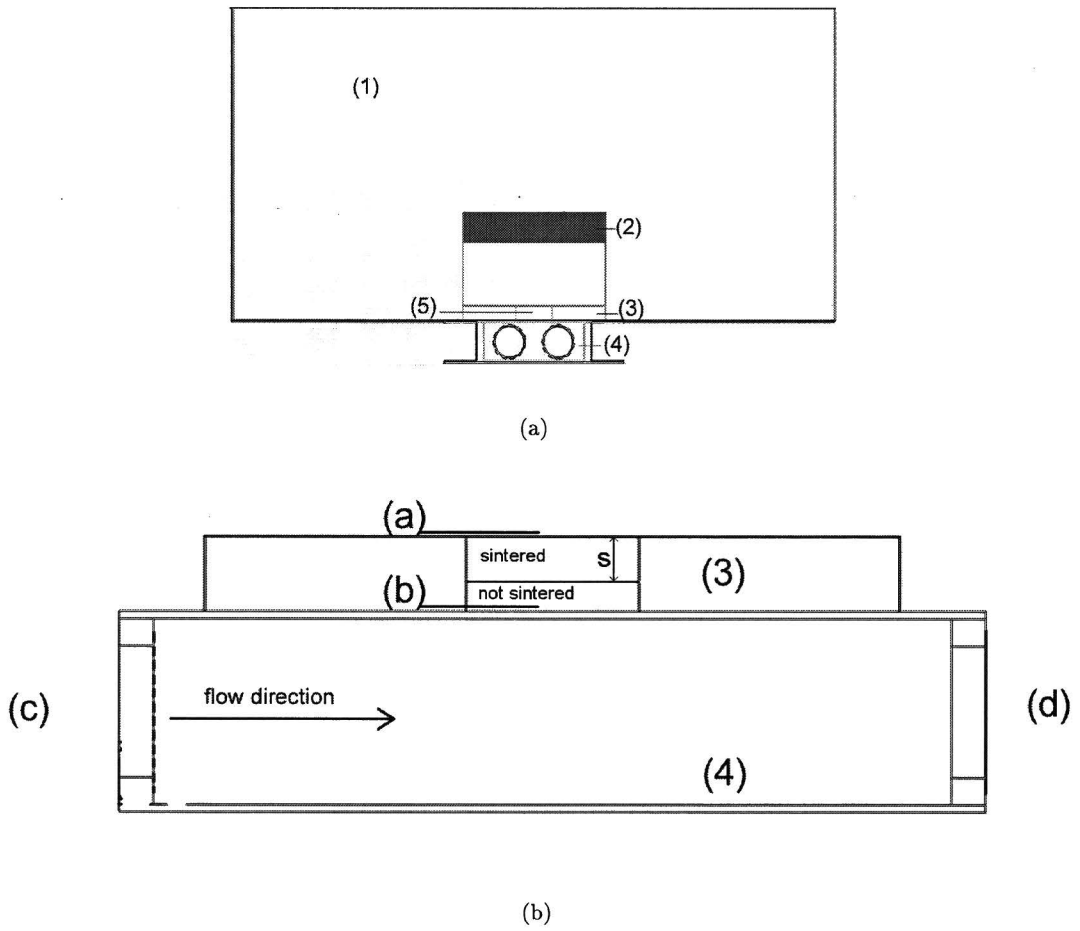 (1)
(2)
(5) (3)
(4)
(a)
(a)
sintered s
(3)
(b) not sintered
flow direction
(c) (d)
(4)
(b)